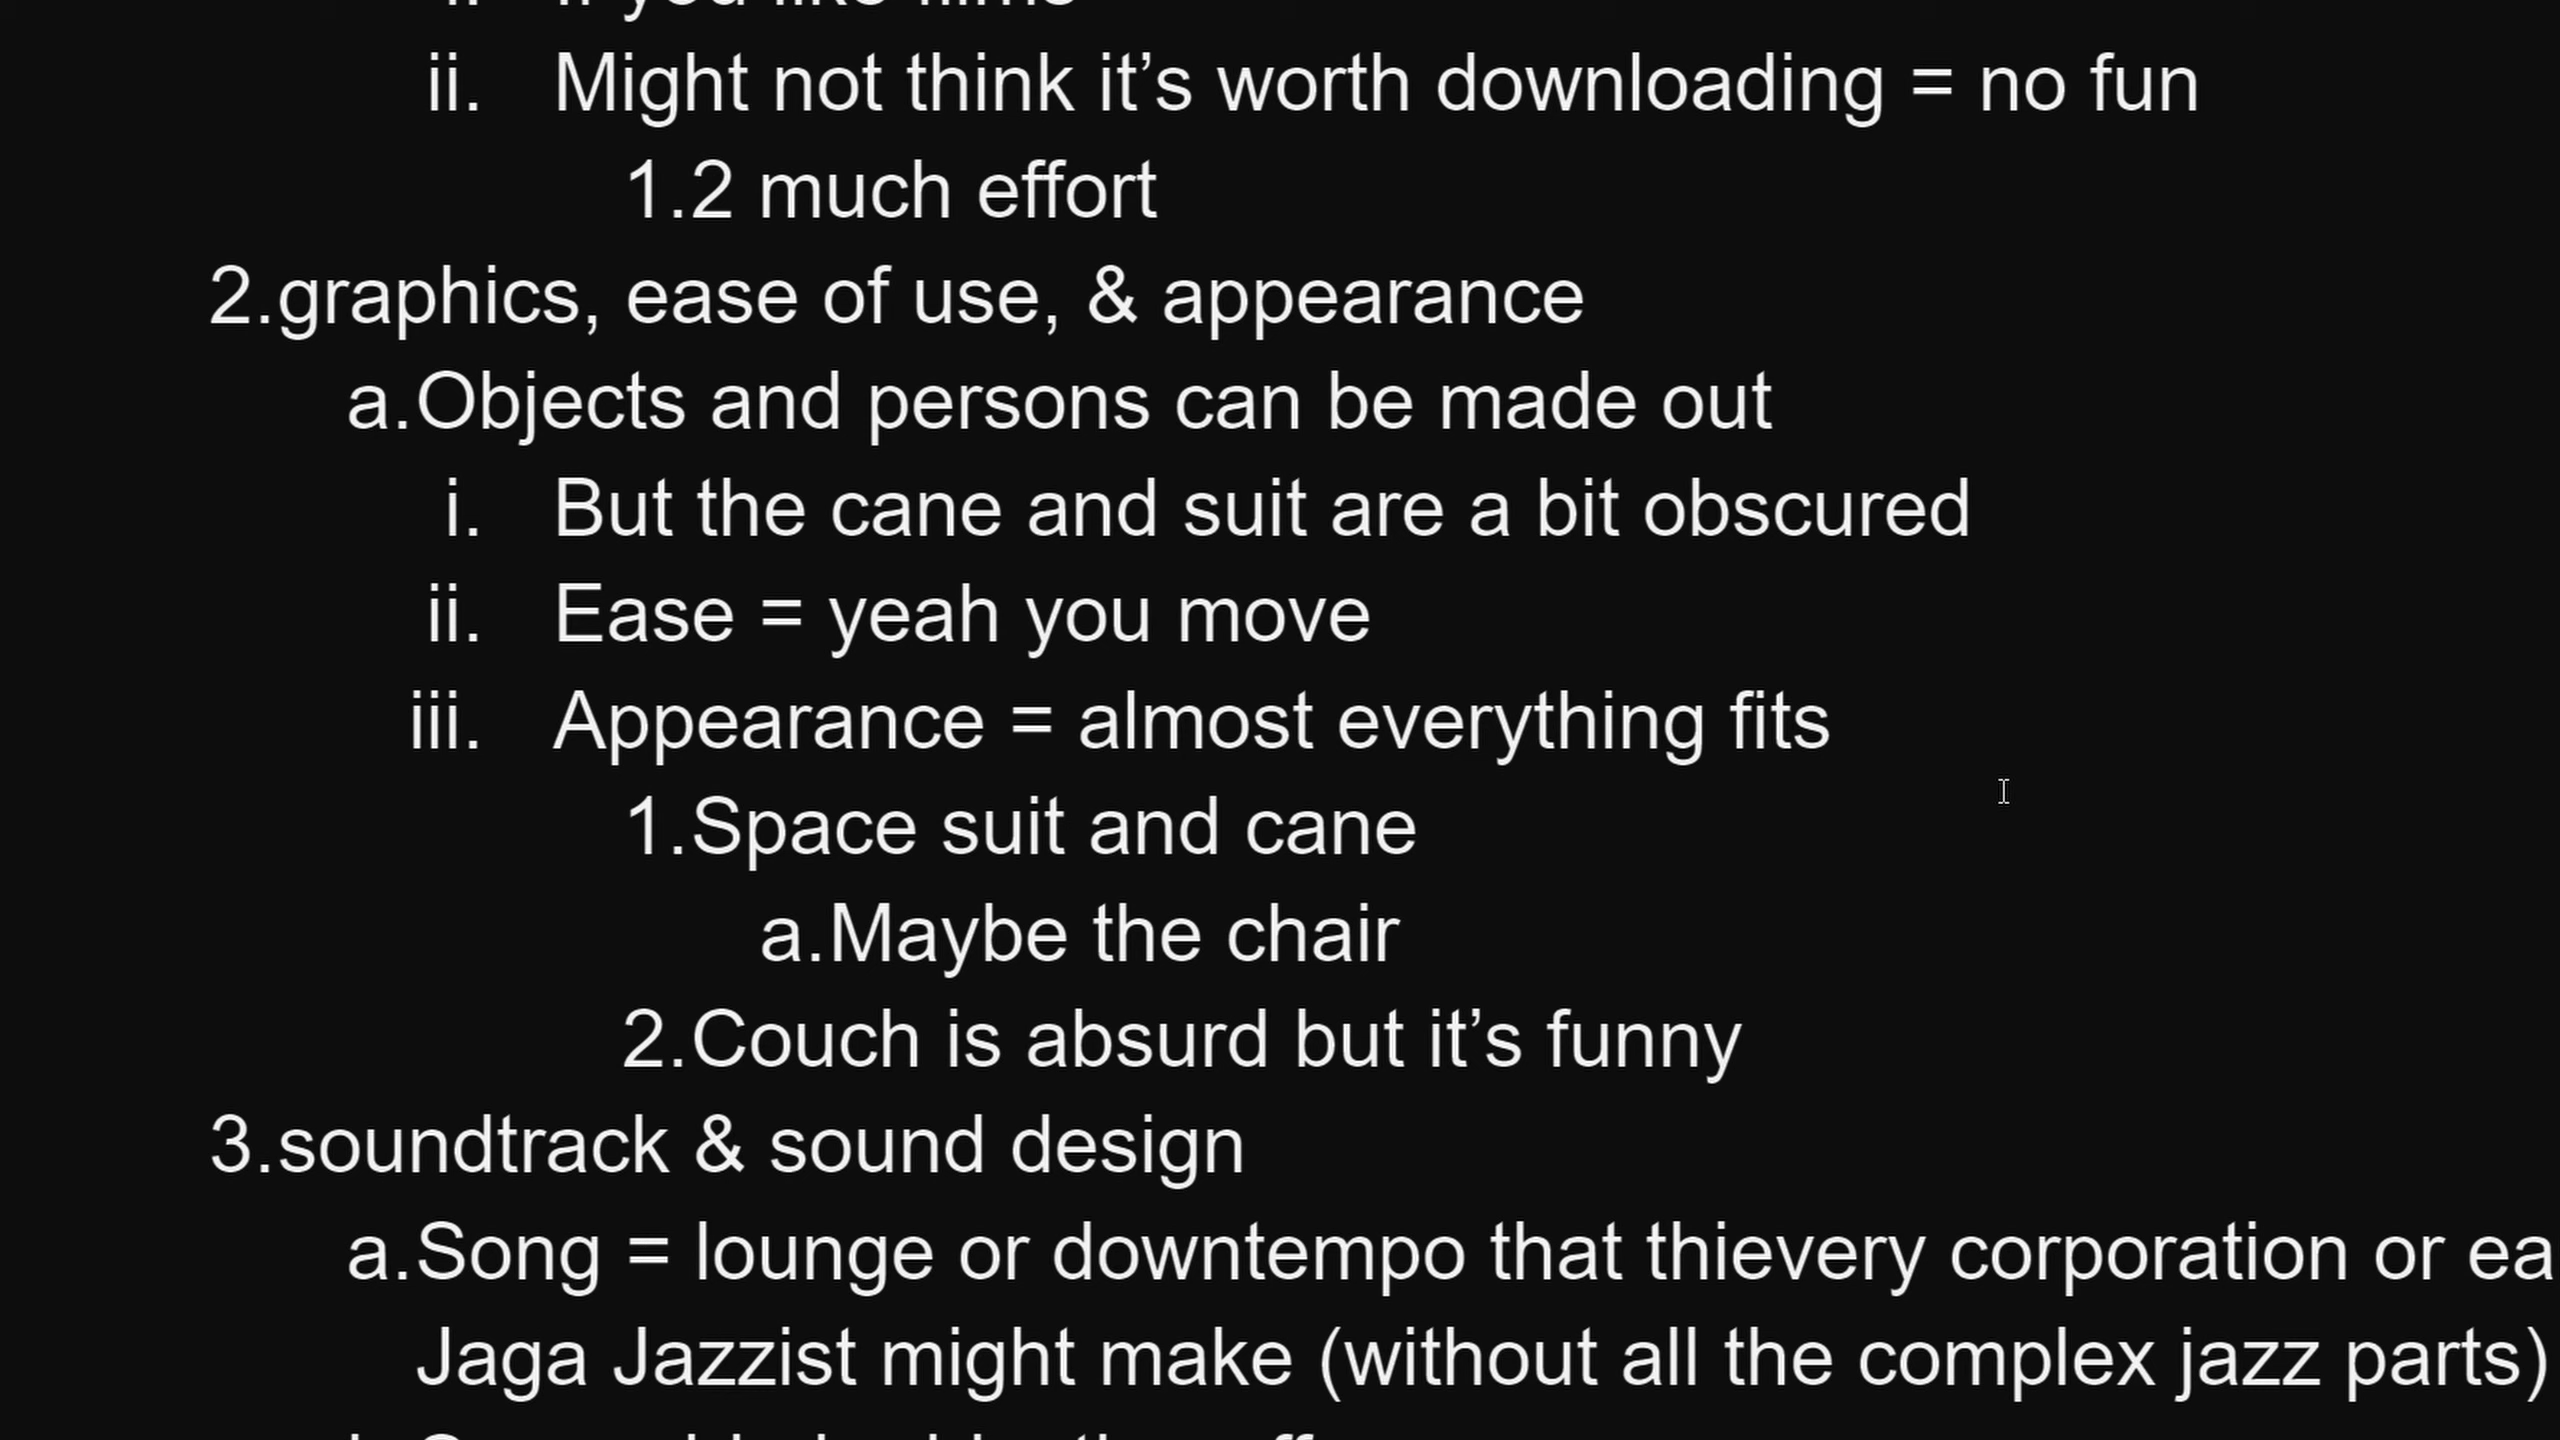 i. If you like films
ii. Might not think it’s worth downloading = no fun
1.2 much effort
2.graphics, ease of use, & appearance
a.Objects and persons can be made out
i. But the cane and suit are a bit obscured
ii. Ease = yeah you move
iii. Appearance = almost everything fits
1.Space suit and cane
a.Maybe the chair
2.Couch is absurd but it’s funny
3.soundtrack & sound design
a.Song = lounge or downtempo that thievery corporation or ea
Jaga Jazzist might make (without all the complex jazz parts)